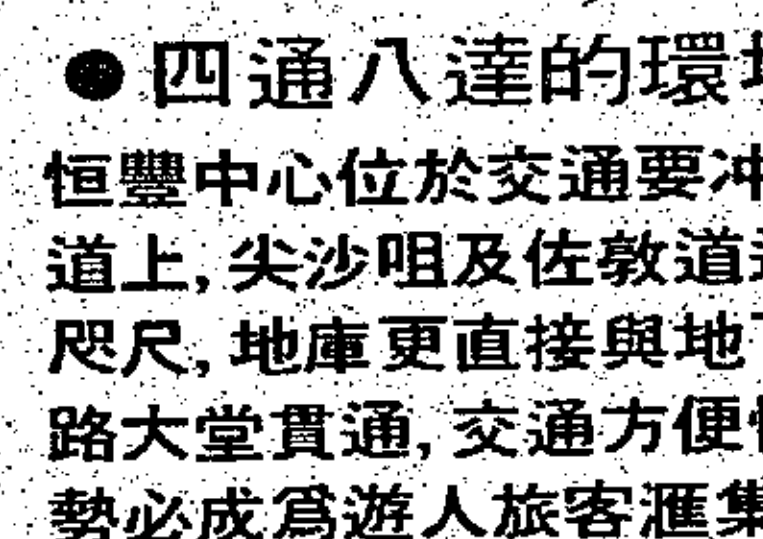 ●四通八達的環境
恒豐中心位於交通要冲
道上,尖沙咀及佐敦道
咫尺,地庫更直接與地
路大堂貫通,交通方便
勢必成爲遊人旅客滙集